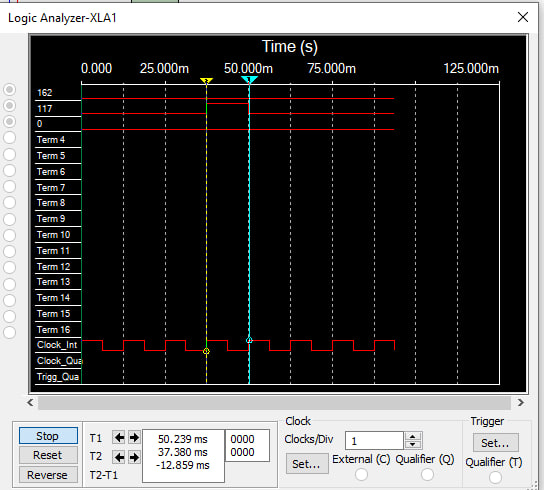 Logic Analyzer-XLA1
Time (s)
0.000 25.000m 50.000m 75.000m 125.000m
2 1
162
117
0
Term 4
Term 5
Term 6
Term 7
Term 8
Term 9
Term 10
Term 11
Term 12
Term 13
Term 14
Term 15
Term 16
Clock_Int
Clock_Qua
Trigg_Qua
Stop
Reset
Reverse
T1 50.239 ms 0000
T2 37.380 ms 0000
T2-T1 -12.859 ms
Clock
Clocks/Div 1
Set... External (C) Qualifier (Q)
Trigger
Set...
Qualifier (T)